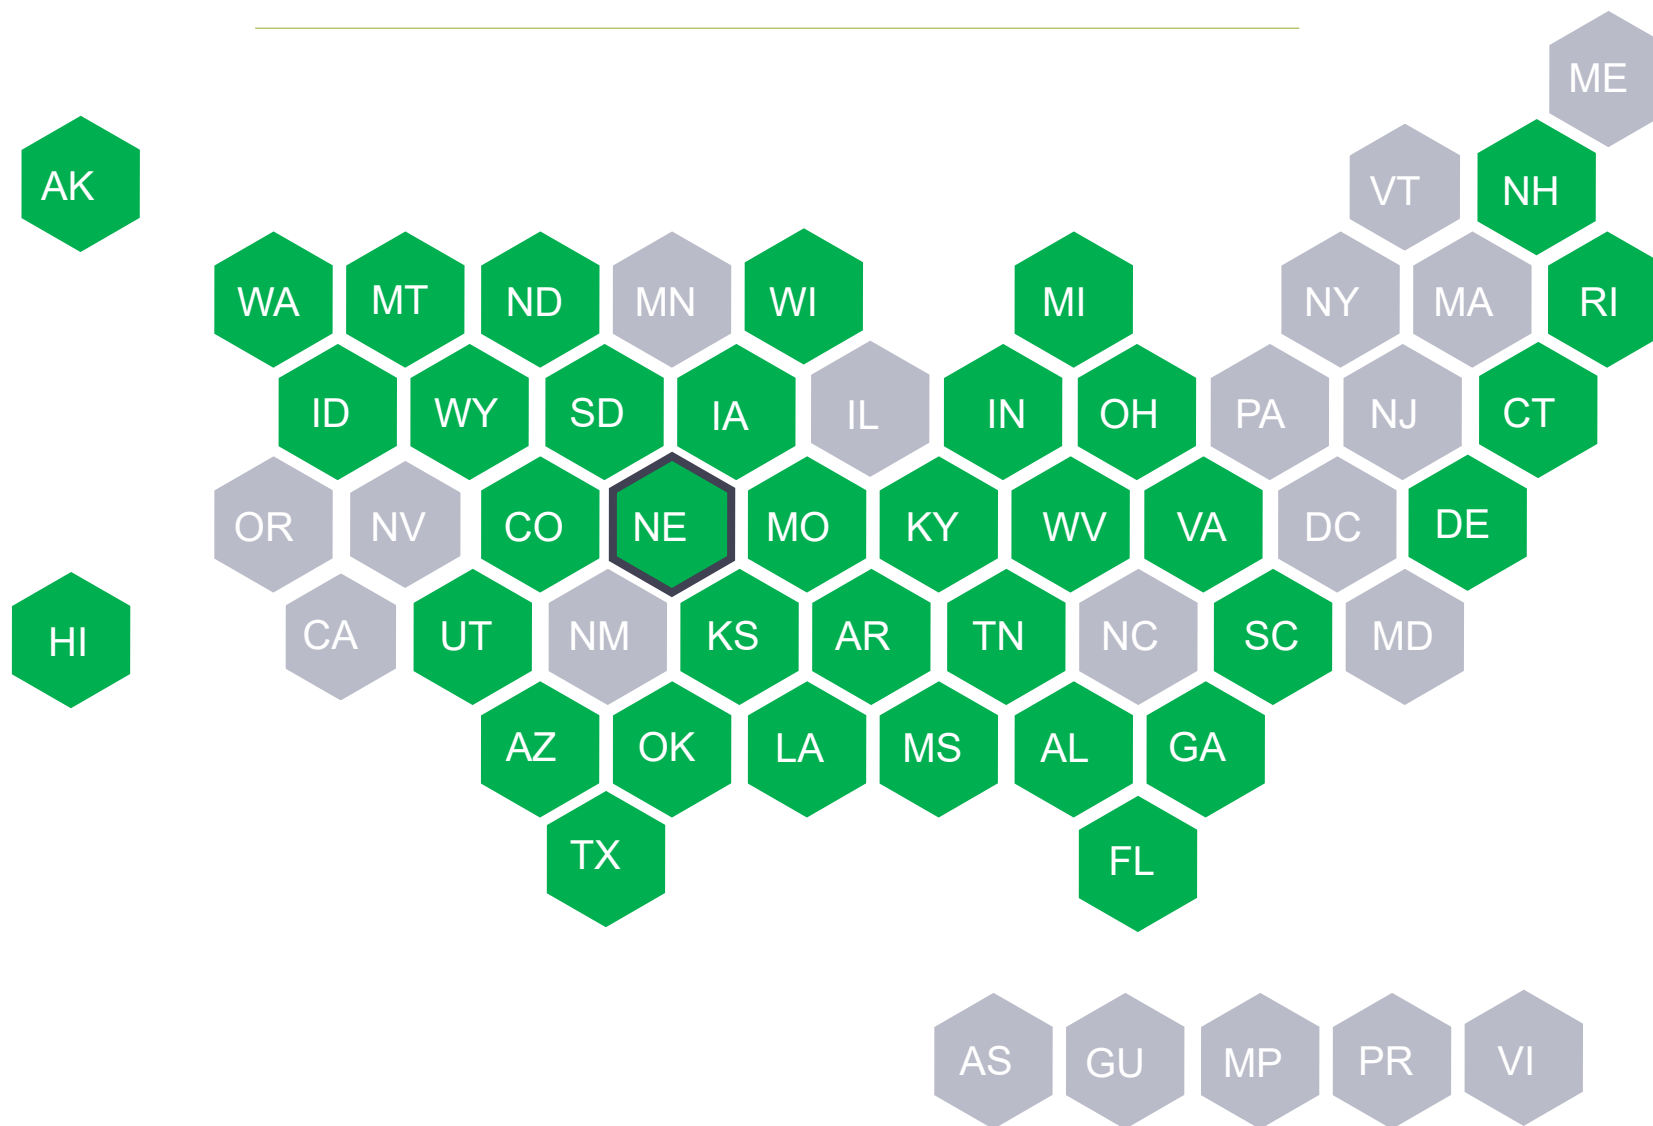 ME
AK
VT NH
WA MT ND MN WI MI NY MA RI
ID WY SD IA IL IN OH PA NJ CT
OR NV CO NE MO KY WV VA DC DE
HI CA UT NM KS AR TN NC SC MD
AZ OK LA MS AL GA
TX FL
AS GU MP PR VI